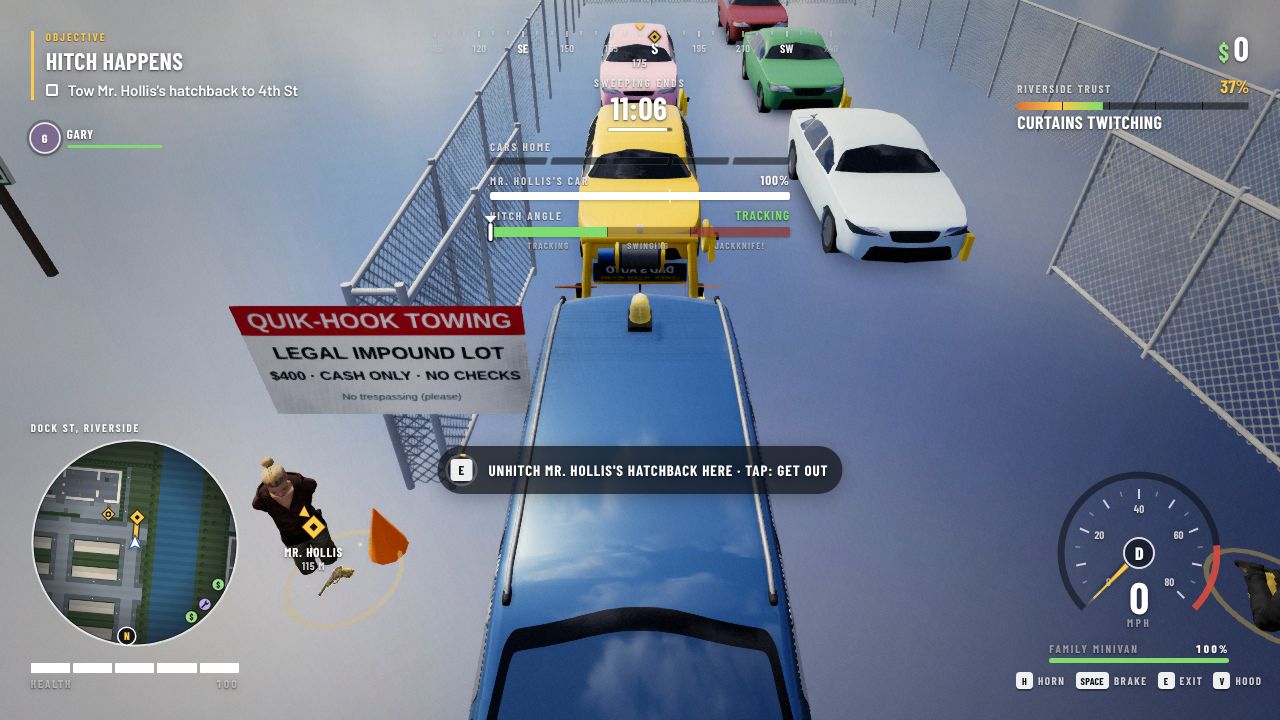 OBJECTIVE
HITCH HAPPENS
Tow Mr. Hollis's hatchback to 4th St
G
GARY
120
SE
150
165
S
195
210
SW
175
SWEEPING ENDS
11:06
CARS HOME
MR. HOLLIS'S CAR
100%
HITCH ANGLE
TRACKING
TRACKING
SWINGING
JACKKNIFE!
$0
RIVERSIDE TRUST
37%
CURTAINS TWITCHING
QUIK-HOOK TOWING
LEGAL IMPOUND LOT
$400 · CASH ONLY · NO CHECKS
No trespassing (please)
E
UNHITCH MR. HOLLIS'S HATCHBACK HERE · TAP: GET OUT
DOCK ST, RIVERSIDE
$
$
N
HEALTH
100
MR. HOLLIS
20
40
60
80
D
0
MPH
FAMILY MINIVAN
100%
H HORN
SPACE BRAKE
E EXIT
V HOOD